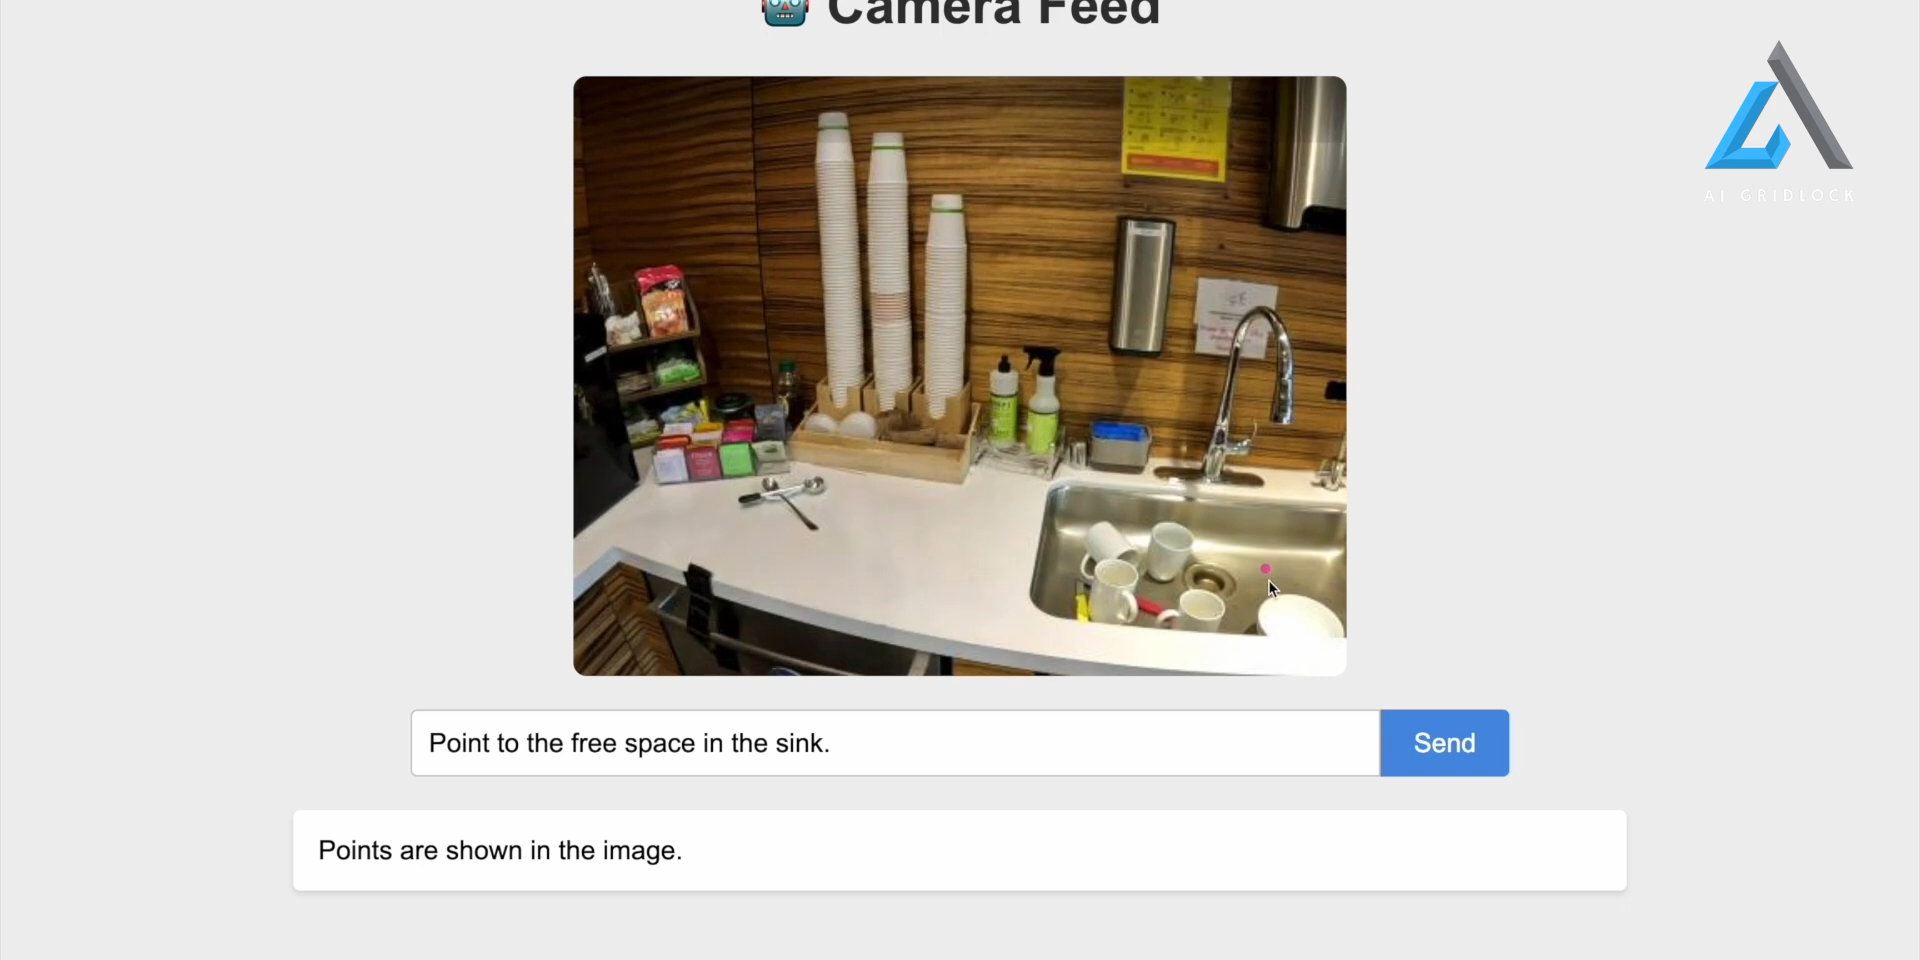 Camera Feed
AI GRIDLOCK
Point to the free space in the sink.
Send
Points are shown in the image.